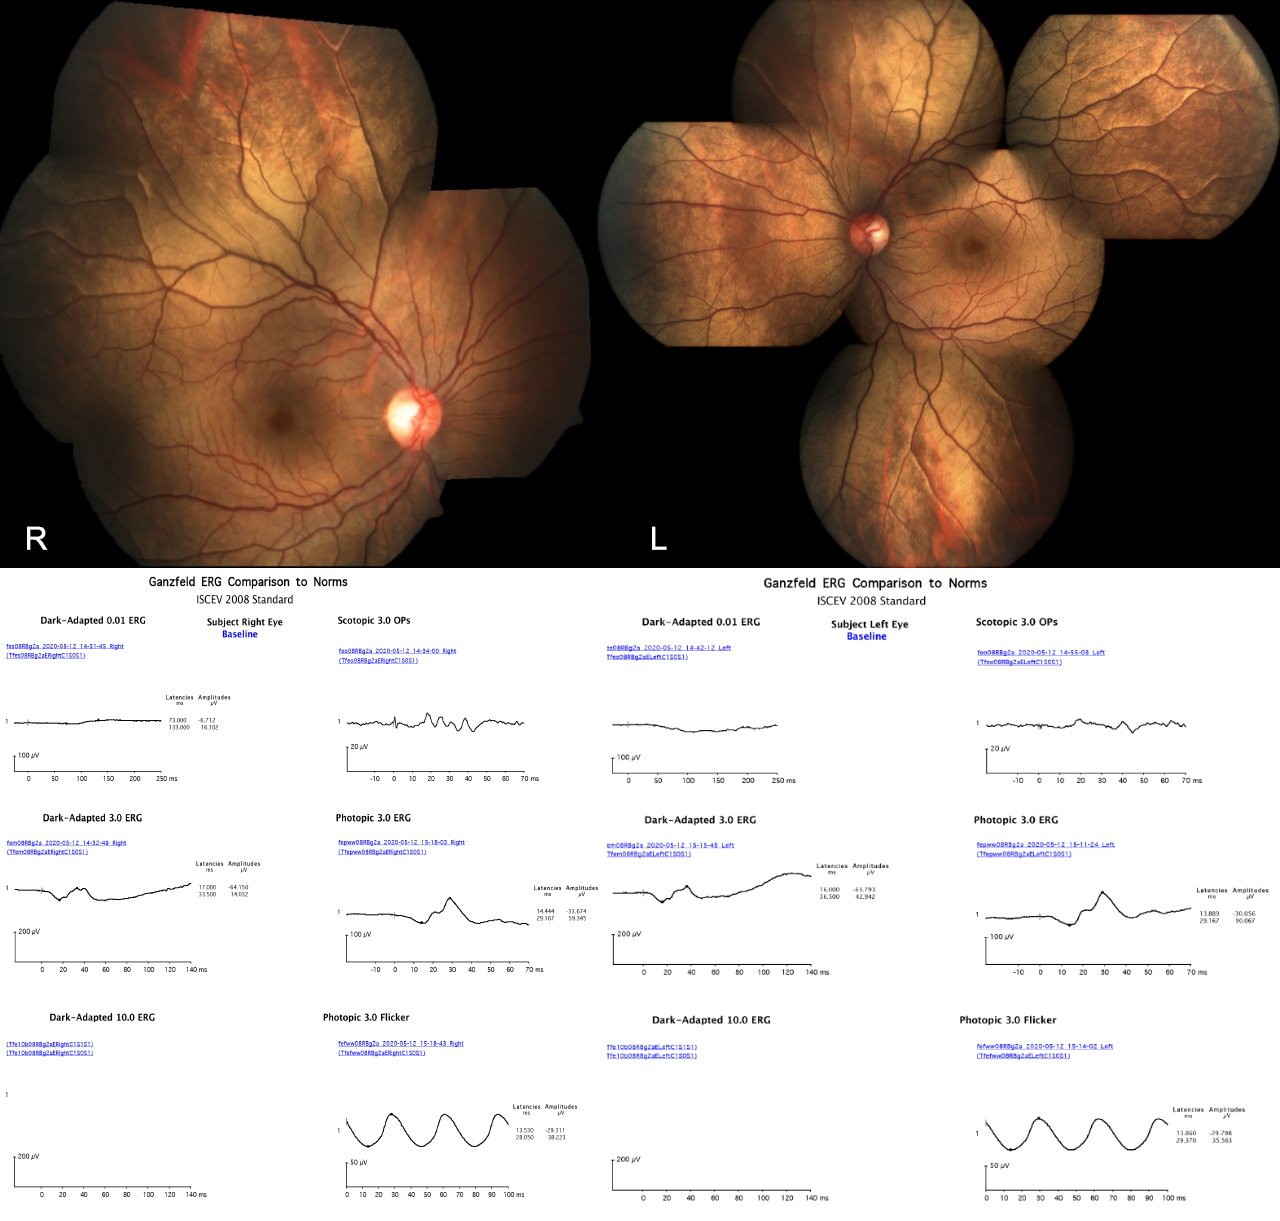 R
L
Ganzfeld ERG Comparison to Norms
ISCEV 2008 Standard
Subject Right Eye
Baseline
Dark-Adapted 0.01 ERG
2020-05-12 14-31-45 Right
Latencies Amplitudes
ms µV
73.000 -6.712
133.000 16.102
1
100 µV
0 50 100 150 200 250 ms
Scotopic 3.0 OPs
2020-05-12 14-34-00 Right
1
20 µV
-10 0 10 20 30 40 50 60 70 ms
Dark-Adapted 3.0 ERG
2020-05-12 14-32-49 Right
Latencies Amplitudes
ms µV
17.000 -64.150
33.500 14.032
1
200 µV
0 20 40 60 80 100 120 140 ms
Photopic 3.0 ERG
2020-05-12 15-18-03 Right
Latencies Amplitudes
ms µV
14.444 -33.674
29.167 59.345
1
100 µV
-10 0 10 20 30 40 50 60 70 ms
Dark-Adapted 10.0 ERG
(Tfe10b08RBg2aERightC1S1S1)
(Tfe10b08RBg2aERightC1S0S1)
1
200 µV
0 20 40 60 80 100 120 140 ms
Photopic 3.0 Flicker
fefww08RBg2a 2020-05-12 15-18-43 Right
(Tfefww08RBg2aERightC1S0S1)
Latencies Amplitudes
ms µV
13.530 -29.311
28.050 38.223
1
50 µV
0 10 20 30 40 50 60 70 80 90 100 ms
Ganzfeld ERG Comparison to Norms
ISCEV 2008 Standard
Subject Left Eye
Baseline
Dark-Adapted 0.01 ERG
2020-05-12 14-42-12 Left
100 µV
0 50 100 150 200 250 ms
Scotopic 3.0 OPs
2020-05-12 14-55-03 Left
1
20 µV
-10 0 10 20 30 40 50 60 70 ms
Dark-Adapted 3.0 ERG
2020-05-12 15-15-45 Left
Latencies Amplitudes
ms µV
16.000 -63.793
36.500 42.942
200 µV
0 20 40 60 80 100 120 140 ms
Photopic 3.0 ERG
2020-05-12 15-11-24 Left
Latencies Amplitudes
ms µV
13.889 -30.056
29.167 90.067
1
100 µV
-10 0 10 20 30 40 50 60 70 ms
Dark-Adapted 10.0 ERG
Tfe10b08RBg2aELeftC1S1S1)
Tfe10b08RBg2aELeftC1S0S1)
200 µV
0 20 40 60 80 100 120 140 ms
Photopic 3.0 Flicker
fefww08RBg2a 2020-05-12 15-14-02 Left
(Tfefww08RBg2aELeftC1S0S1)
Latencies Amplitudes
ms µV
13.860 -29.798
29.370 35.563
1
50 µV
0 10 20 30 40 50 60 70 80 90 100 ms